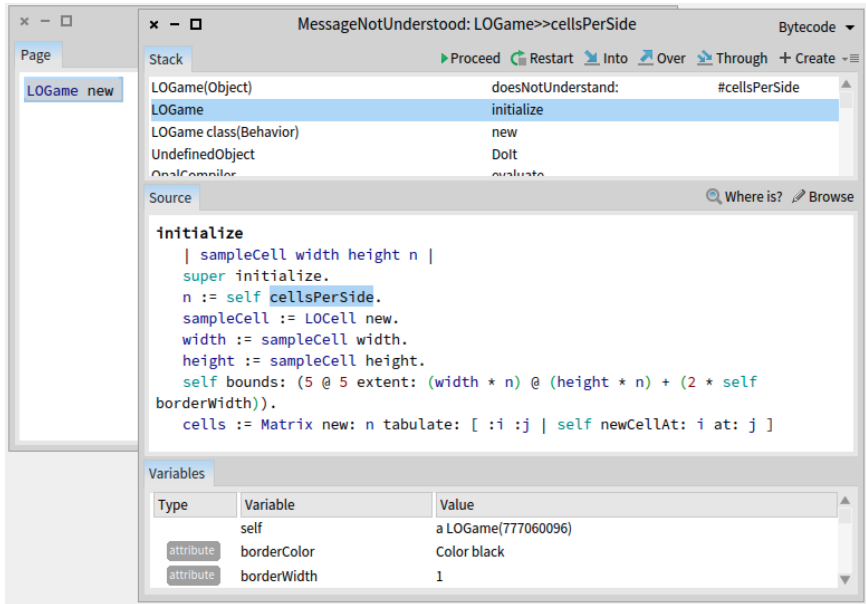 Page
LOGame new
MessageNotUnderstood: LOGame>>cellsPerSide
Bytecode
Stack
Proceed Restart Into Over Through Create
LOGame(Object) doesNotUnderstand: #cellsPerSide
LOGame initialize
LOGame class(Behavior) new
UndefinedObject DoIt
OpalCompiler evaluate
Source
Where is? Browse
initialize
| sampleCell width height n |
super initialize.
n := self cellsPerSide.
sampleCell := LOCell new.
width := sampleCell width.
height := sampleCell height.
self bounds: (5 @ 5 extent: (width * n) @ (height * n) + (2 * self
borderWidth)).
cells := Matrix new: n tabulate: [ :i :j | self newCellAt: i at: j ]
Variables
Type Variable Value
self a LOGame(777060096)
attribute borderColor Color black
attribute borderWidth 1